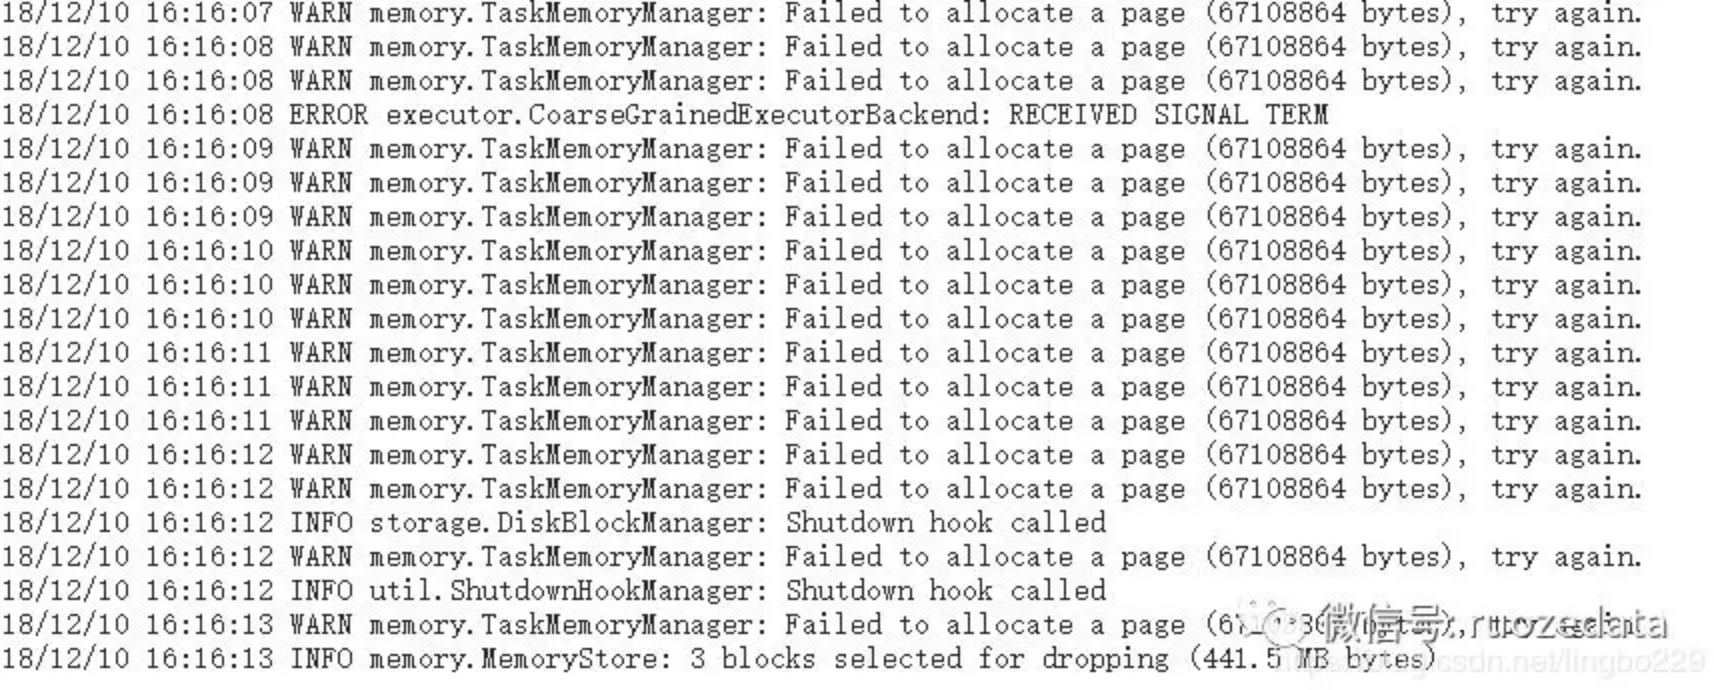 18/12/10 16:16:07 WARN memory.TaskMemoryManager: Failed to allocate a page (67108864 bytes), try again.
18/12/10 16:16:08 WARN memory.TaskMemoryManager: Failed to allocate a page (67108864 bytes), try again.
18/12/10 16:16:08 WARN memory.TaskMemoryManager: Failed to allocate a page (67108864 bytes), try again.
18/12/10 16:16:08 ERROR executor.CoarseGrainedExecutorBackend: RECEIVED SIGNAL TERM
18/12/10 16:16:09 WARN memory.TaskMemoryManager: Failed to allocate a page (67108864 bytes), try again.
18/12/10 16:16:09 WARN memory.TaskMemoryManager: Failed to allocate a page (67108864 bytes), try again.
18/12/10 16:16:09 WARN memory.TaskMemoryManager: Failed to allocate a page (67108864 bytes), try again.
18/12/10 16:16:10 WARN memory.TaskMemoryManager: Failed to allocate a page (67108864 bytes), try again.
18/12/10 16:16:10 WARN memory.TaskMemoryManager: Failed to allocate a page (67108864 bytes), try again.
18/12/10 16:16:10 WARN memory.TaskMemoryManager: Failed to allocate a page (67108864 bytes), try again.
18/12/10 16:16:11 WARN memory.TaskMemoryManager: Failed to allocate a page (67108864 bytes), try again.
18/12/10 16:16:11 WARN memory.TaskMemoryManager: Failed to allocate a page (67108864 bytes), try again.
18/12/10 16:16:11 WARN memory.TaskMemoryManager: Failed to allocate a page (67108864 bytes), try again.
18/12/10 16:16:12 WARN memory.TaskMemoryManager: Failed to allocate a page (67108864 bytes), try again.
18/12/10 16:16:12 WARN memory.TaskMemoryManager: Failed to allocate a page (67108864 bytes), try again.
18/12/10 16:16:12 INFO storage.DiskBlockManager: Shutdown hook called
18/12/10 16:16:12 WARN memory.TaskMemoryManager: Failed to allocate a page (67108864 bytes), try again.
18/12/10 16:16:12 INFO util.ShutdownHookManager: Shutdown hook called
18/12/10 16:16:13 WARN memory.TaskMemoryManager: Failed to allocate a page
微信号: ruozedata
18/12/10 16:16:13 INFO memory.MemoryStore: 3 blocks selected for dropping (441.5 MB bytes)
csdn.net/lingbo229